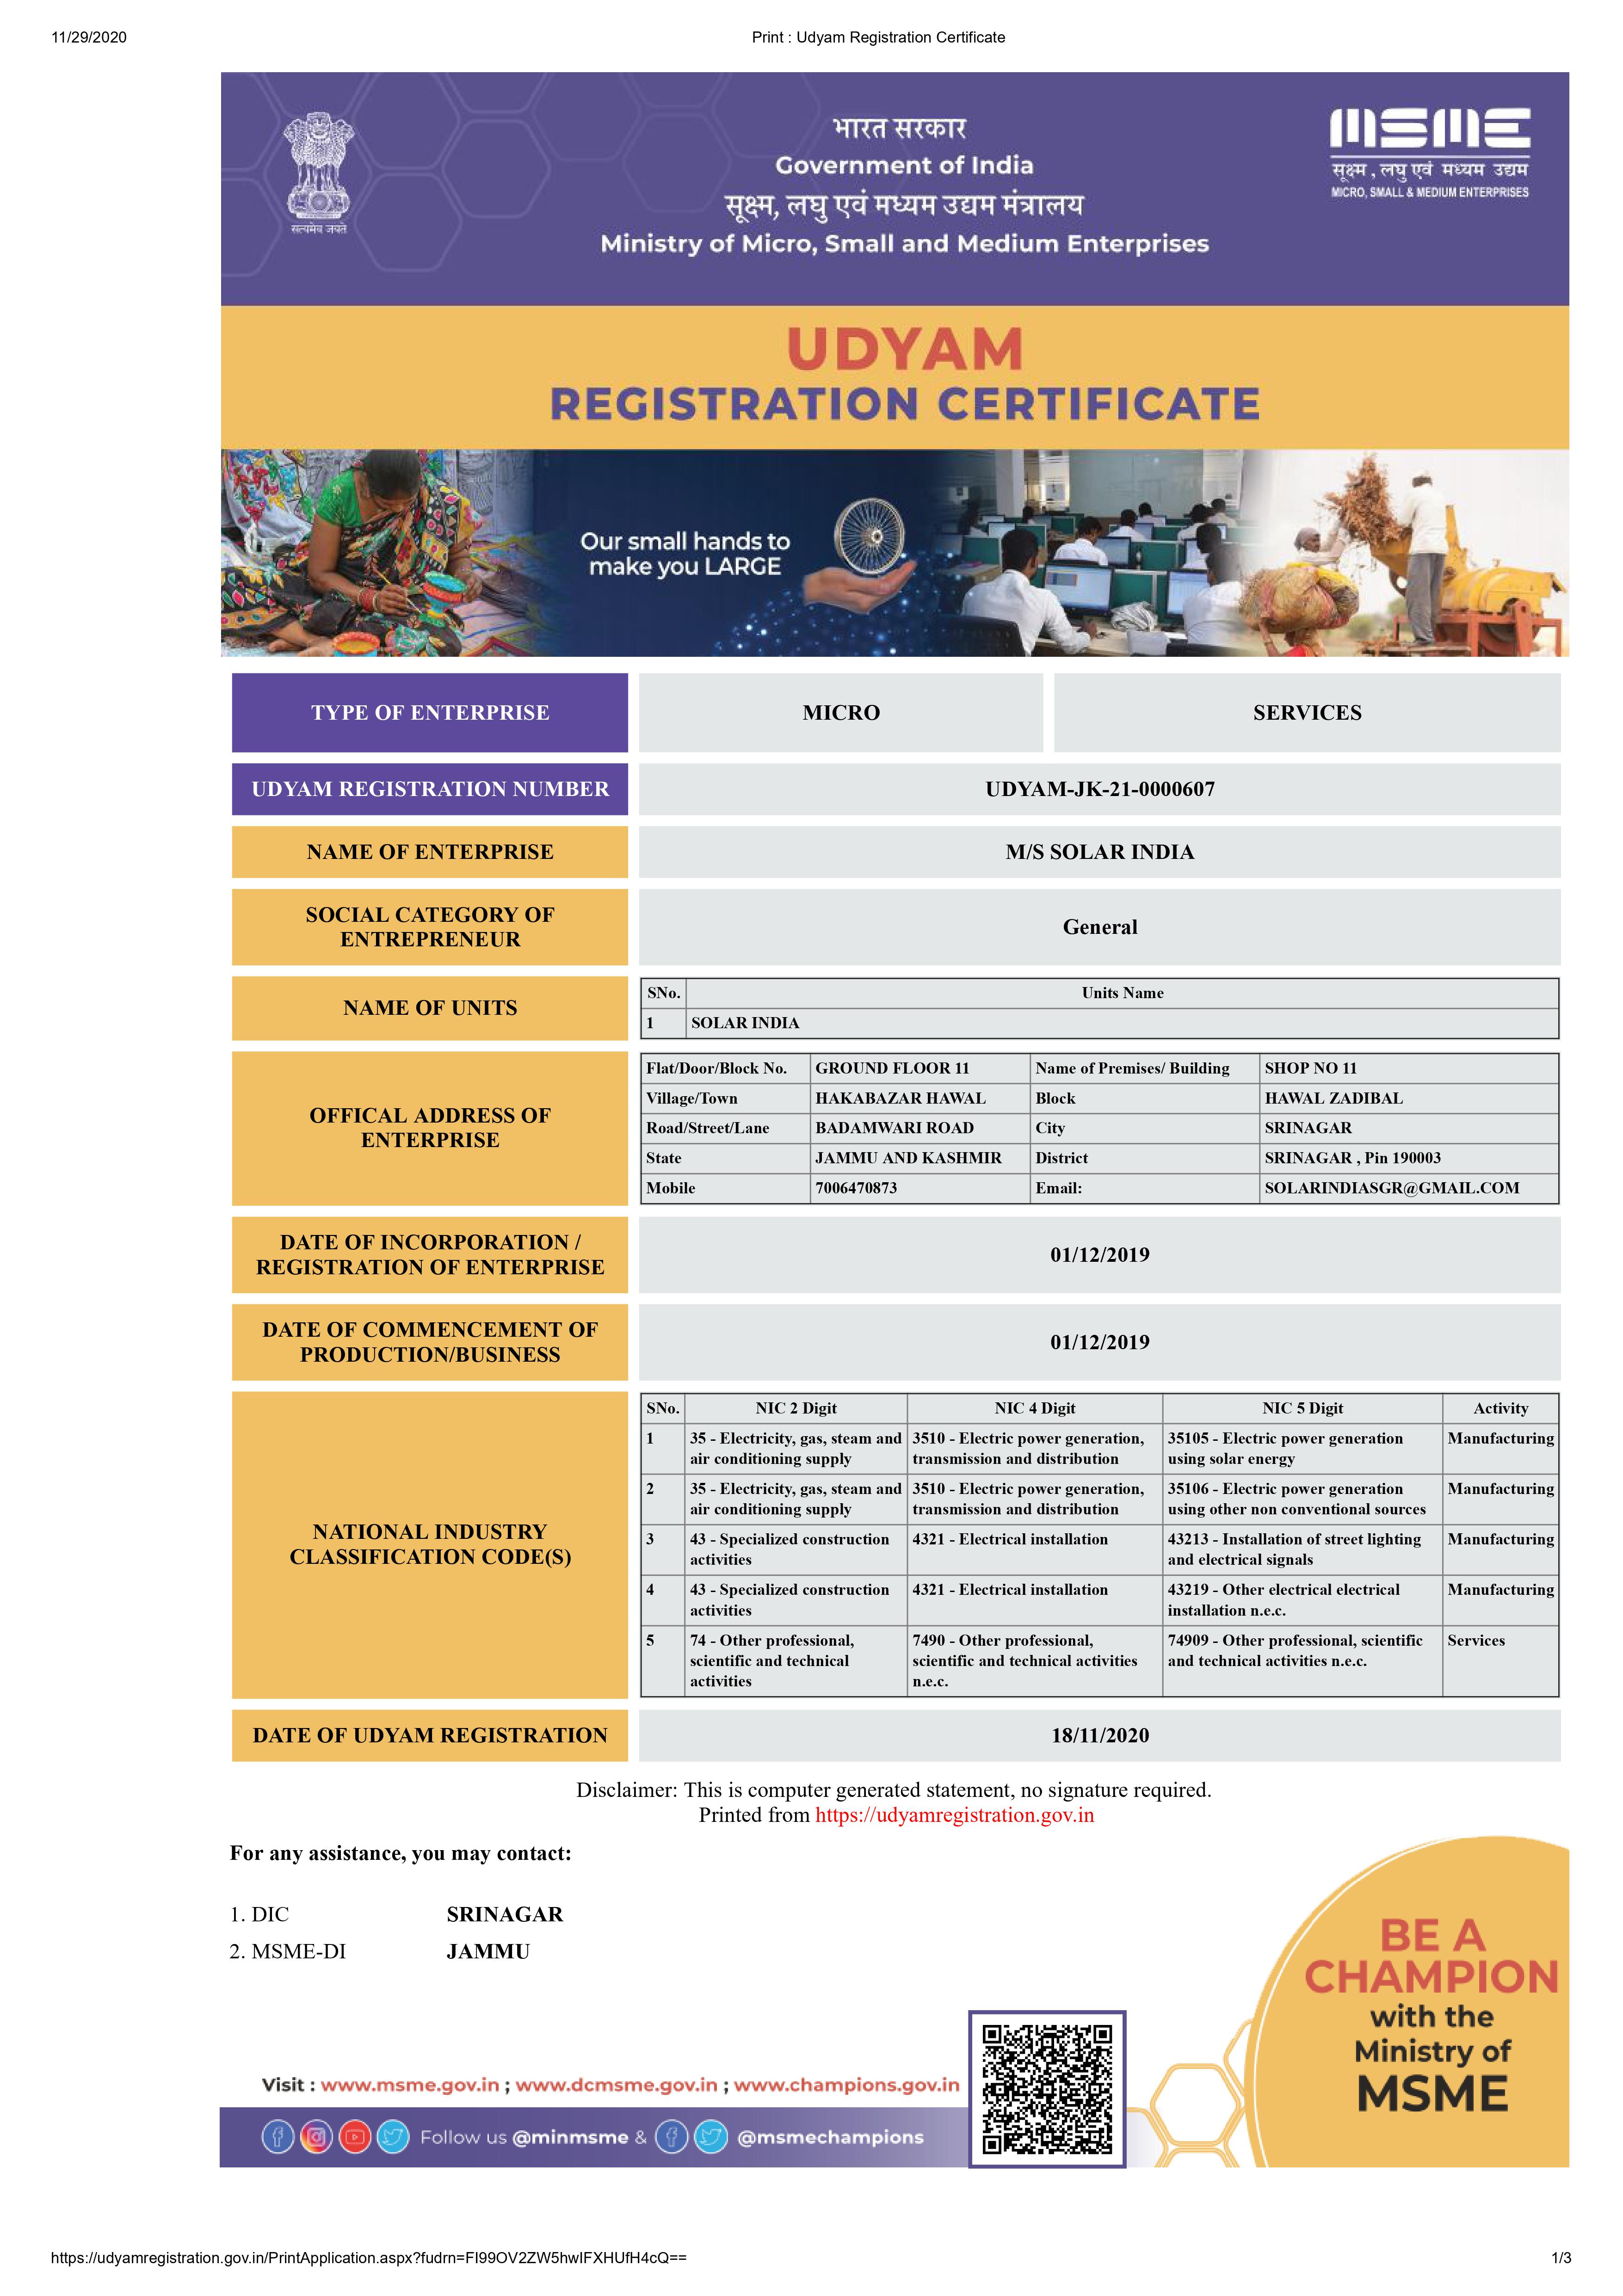 11/29/2020
Print : Udyam Registration Certificate
भारत सरकार
Government of India
सूक्ष्म, लघु एवं मध्यम उद्यम मंत्रालय
Ministry of Micro, Small and Medium Enterprises
सत्यमेव जयते
MSME
सूक्ष्म , लघु एवं मध्यम उद्यम
MICRO, SMALL & MEDIUM ENTERPRISES
UDYAM
REGISTRATION CERTIFICATE
Our small hands to
make you LARGE
TYPE OF ENTERPRISE MICRO SERVICES
UDYAM REGISTRATION NUMBER UDYAM-JK-21-0000607
NAME OF ENTERPRISE M/S SOLAR INDIA
SOCIAL CATEGORY OF
ENTREPRENEUR
General
NAME OF UNITS
SNo. Units Name
1 SOLAR INDIA
OFFICAL ADDRESS OF
ENTERPRISE
Flat/Door/Block No. GROUND FLOOR 11 Name of Premises/ Building SHOP NO 11
Village/Town HAKABAZAR HAWAL Block HAWAL ZADIBAL
Road/Street/Lane BADAMWARI ROAD City SRINAGAR
State JAMMU AND KASHMIR District SRINAGAR , Pin 190003
Mobile 7006470873 Email: SOLARINDIASGR@GMAIL.COM
DATE OF INCORPORATION /
REGISTRATION OF ENTERPRISE
01/12/2019
DATE OF COMMENCEMENT OF
PRODUCTION/BUSINESS
01/12/2019
NATIONAL INDUSTRY
CLASSIFICATION CODE(S)
SNo. NIC 2 Digit NIC 4 Digit NIC 5 Digit Activity
1 35 - Electricity, gas, steam and 3510 - Electric power generation, 35105 - Electric power generation Manufacturing
air conditioning supply transmission and distribution using solar energy
2 35 - Electricity, gas, steam and 3510 - Electric power generation, 35106 - Electric power generation Manufacturing
air conditioning supply transmission and distribution using other non conventional sources
3 43 - Specialized construction 4321 - Electrical installation 43213 - Installation of street lighting Manufacturing
activities and electrical signals
4 43 - Specialized construction 4321 - Electrical installation 43219 - Other electrical electrical Manufacturing
activities installation n.e.c.
5 74 - Other professional, 7490 - Other professional, 74909 - Other professional, scientific Services
scientific and technical scientific and technical activities and technical activities n.e.c.
activities n.e.c.
DATE OF UDYAM REGISTRATION 18/11/2020
Disclaimer: This is computer generated statement, no signature required.
Printed from https://udyamregistration.gov.in
For any assistance, you may contact:
1. DIC SRINAGAR
2. MSME-DI JAMMU
BE A
CHAMPION
with the
Ministry of
MSME
Visit : www.msme.gov.in ; www.dcmsme.gov.in ; www.champions.gov.in
Follow us @minmsme & @msmechampions
https://udyamregistration.gov.in/PrintApplication.aspx?fudrn=FI99OV2ZW5hwIFXHUfH4cQ==
1/3